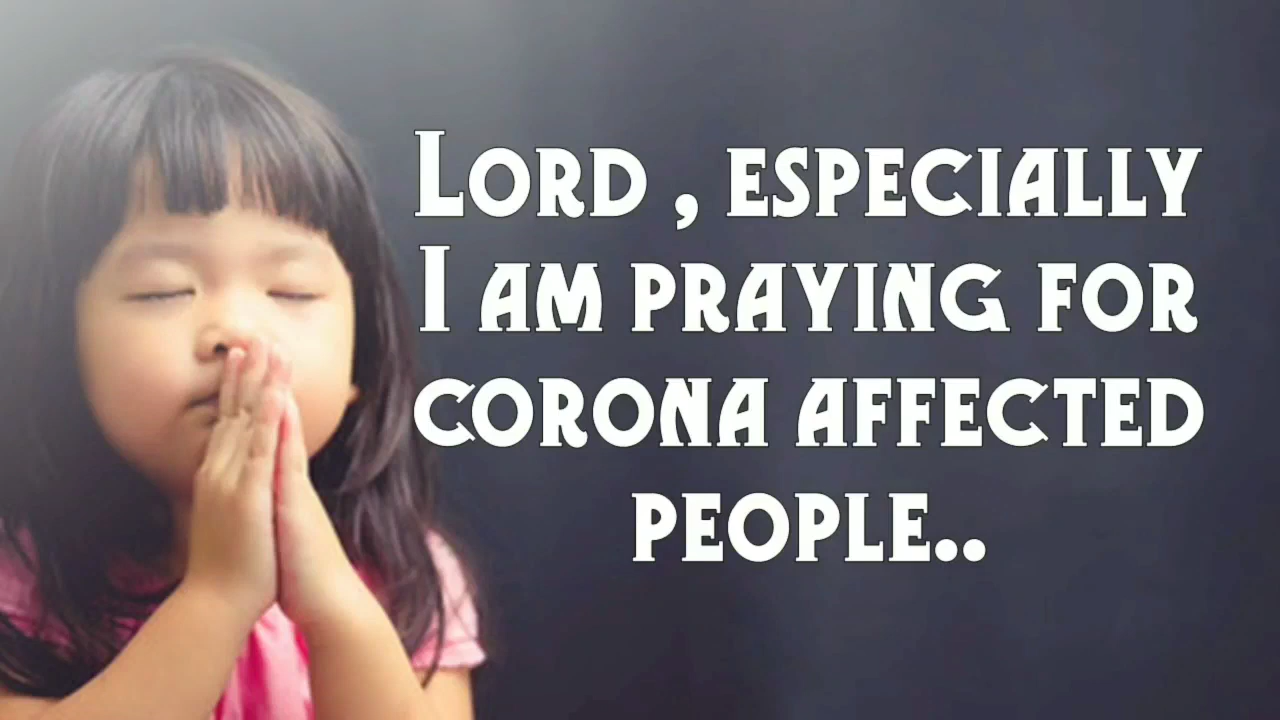 Lord , especially
I am praying for
corona affected
people..